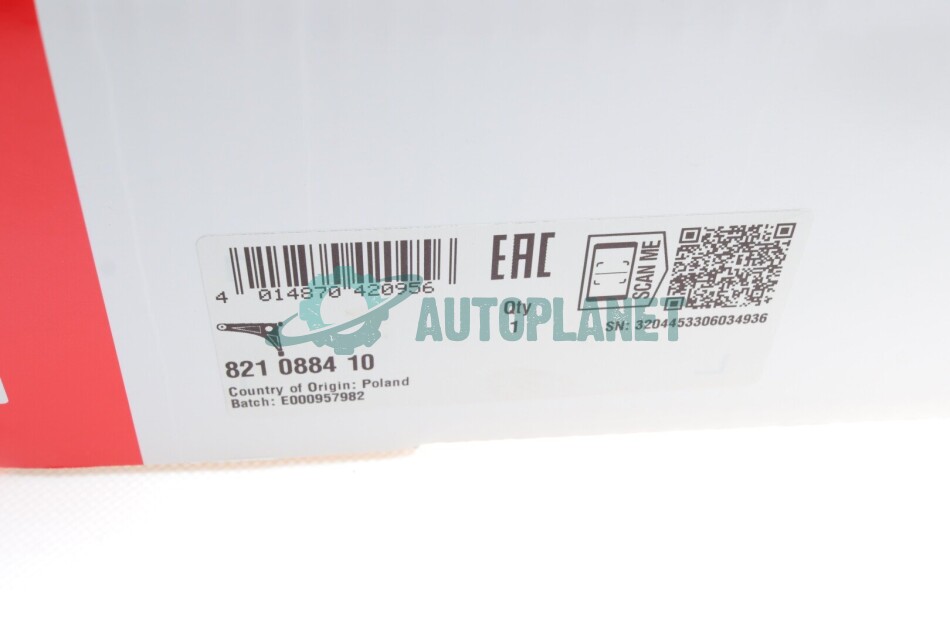 4 014870 420956
EAC
SCAN ME
Qty
1
SN: 3204453306034936
AUTOPLANET
821 0884 10
Country of Origin: Poland
Batch: E000957982